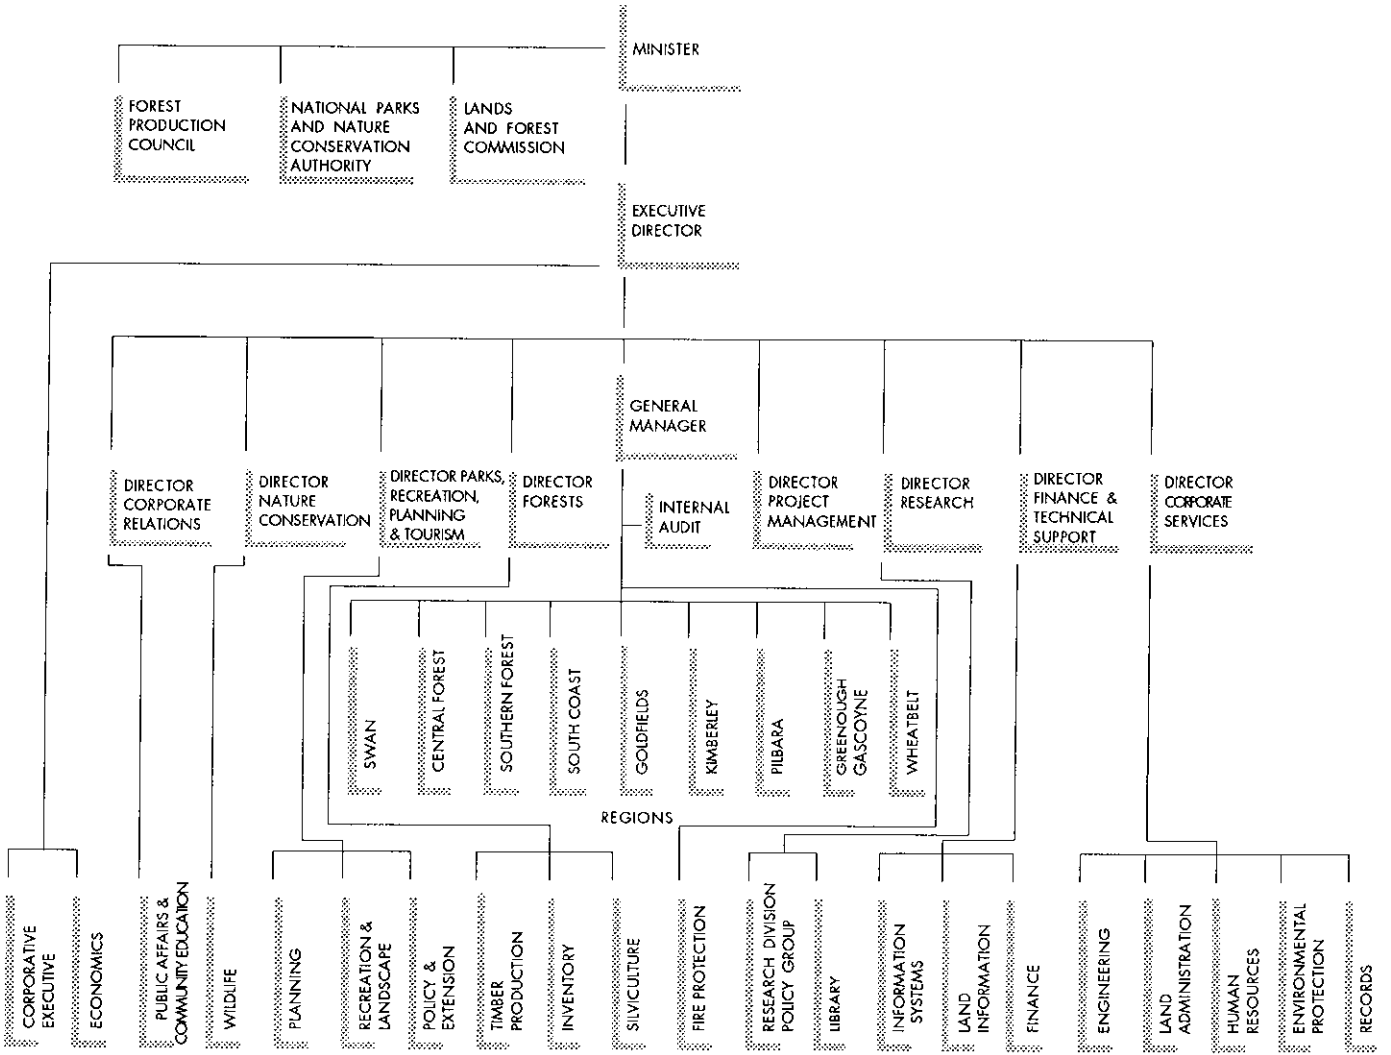 MINISTER
FOREST
PRODUCTION
COUNCIL
NATIONAL PARKS
AND NATURE
CONSERVATION
AUTHORITY
LANDS
AND FOREST
COMMISSION
EXECUTIVE
DIRECTOR
GENERAL
MANAGER
DIRECTOR
CORPORATE
RELATIONS
DIRECTOR
NATURE
CONSERVATION
DIRECTOR PARKS,
RECREATION,
PLANNING
& TOURISM
DIRECTOR
FORESTS
INTERNAL
AUDIT
DIRECTOR
PROJECT
MANAGEMENT
DIRECTOR
RESEARCH
DIRECTOR
FINANCE &
TECHNICAL
SUPPORT
DIRECTOR
CORPORATE
SERVICES
SWAN
CENTRAL FOREST
SOUTHERN FOREST
SOUTH COAST
GOLDFIELDS
KIMBERLEY
PILBARA
GREENOUGH
GASCOYNE
WHEATBELT
REGIONS
CORPORATIVE
EXECUTIVE
ECONOMICS
PUBLIC AFFAIRS &
COMMUNITY EDUCATION
WILDLIFE
PLANNING
RECREATION &
LANDSCAPE
POLICY &
EXTENSION
TIMBER
PRODUCTION
INVENTORY
SILVICULTURE
FIRE PROTECTION
RESEARCH DIVISION
POLICY GROUP
LIBRARY
INFORMATION
SYSTEMS
LAND
INFORMATION
FINANCE
ENGINEERING
LAND
ADMINISTRATION
HUMAN
RESOURCES
ENVIRONMENTAL
PROTECTION
RECORDS